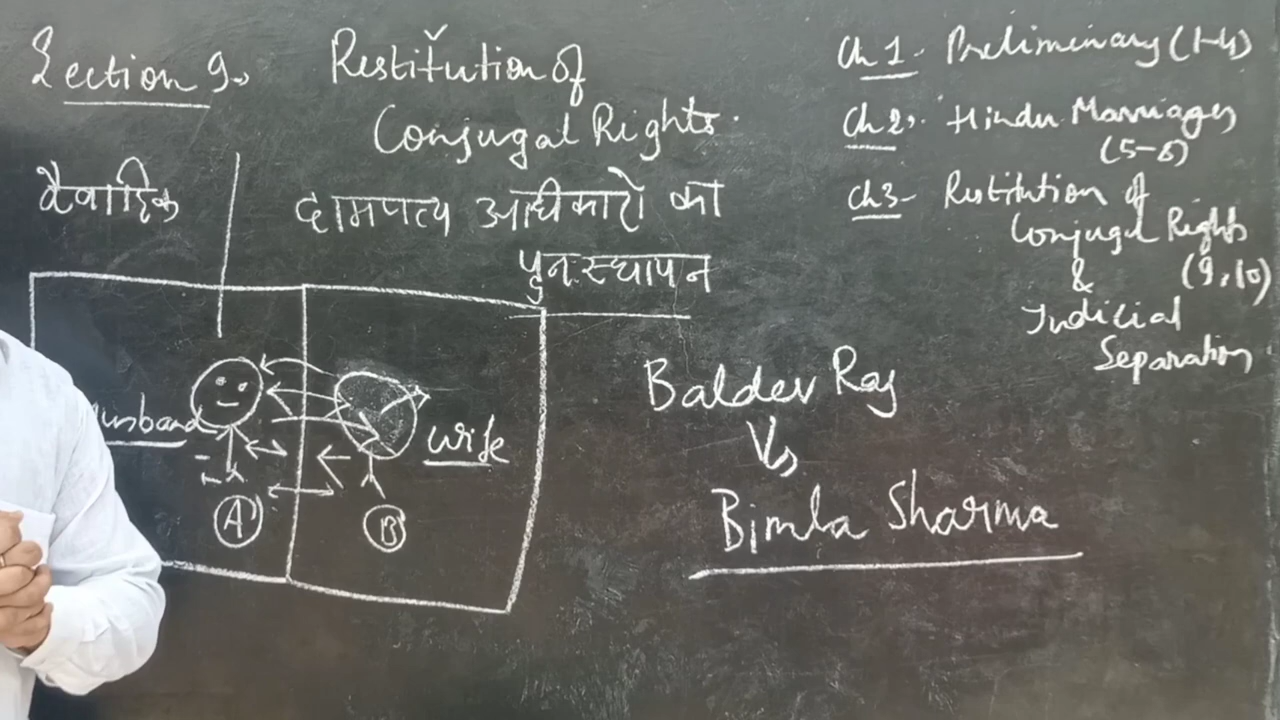 Section 9.
Restitution of
Conjugal Rights.
वैवाहिक
दामपत्य अधिकारों का
पुनःस्थापन
husband
wife
A
B
Ch 1. Preliminary (1-4)
Ch 2. Hindu Marriages
(5-8)
Ch 3- Restitution of
Conjugal Rights
& (9,10)
Judicial
Separation
Baldev Raj
Vs
Bimla Sharma